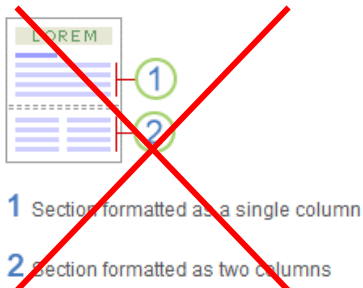 LOREM
1
2
1 Section formatted as a single column
2 Section formatted as two columns